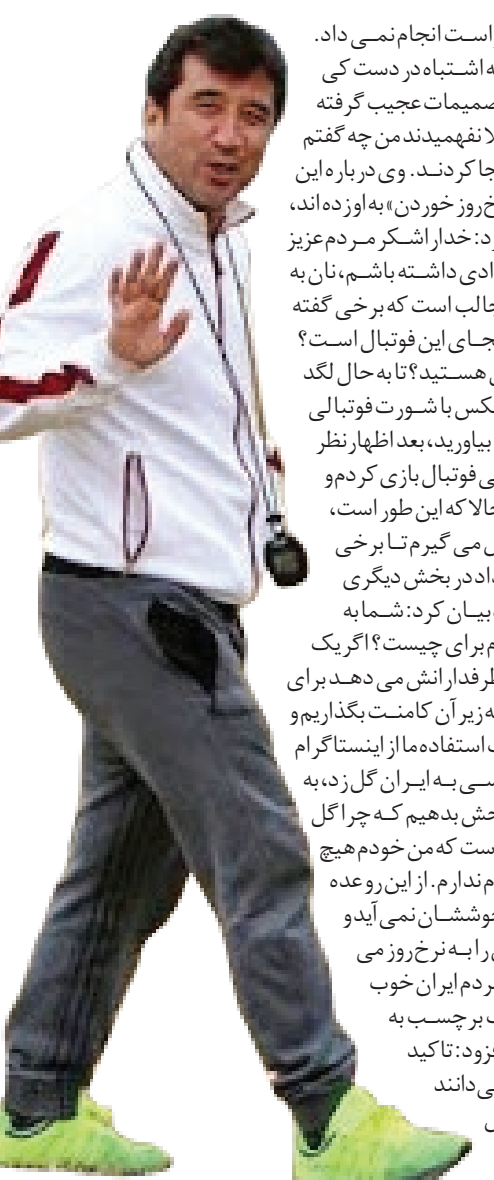 راست انجام نمی داد.
ه اشتباه در دست کی
صمیمات عجیب گرفته
لا نفهمیدند من چه گفتم
جا کردند. وی درباره این
خ روز خوردن» به او زده اند،
رد: خدا را شکر مردم عزیز
ادی داشته باشم، نان به
جالب است که برخی گفته
جای این فوتبال است؟
ی هستید؟ تا به حال لگد
عکس با شورت فوتبالی
بیاورید، بعد اظهار نظر
ی فوتبال بازی کردم و
حالا که این طور است،
ل می گیرم تا برخی
داد در بخش دیگری
بیان کرد: شما به
م برای چیست؟ اگر یک
طرفدارانش می دهد برای
ه زیر آن کامنت بگذاریم و
استفاده ما از اینستاگرام
سی به ایران گل زد، به
حش بدهیم که چرا گل
است که من خودم هیچ
م ندارم. از این رو عده
خوششان نمی آید و
را به نرخ روز می
ردم ایران خوب
برچسب به
فزود: تاکید
ی دانند